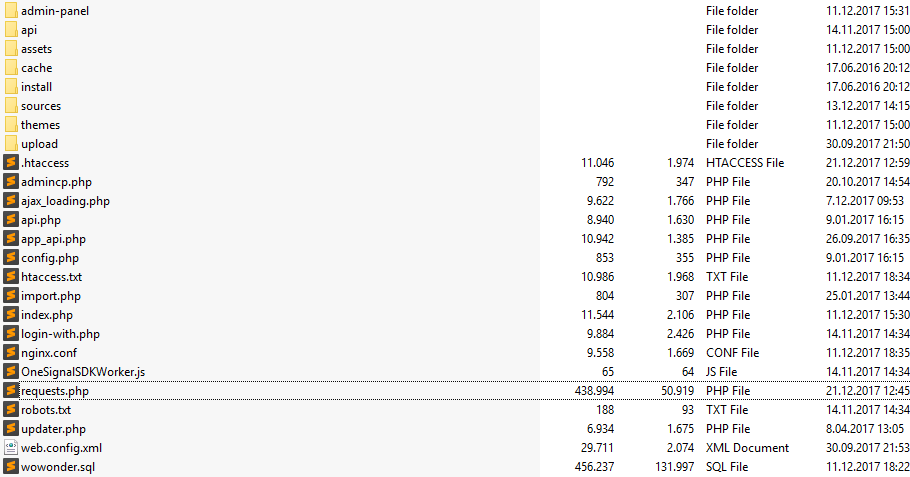 admin-panel File folder 11.12.2017 15:31
api File folder 14.11.2017 15:00
assets File folder 11.12.2017 15:00
cache File folder 17.06.2016 20:12
install File folder 17.06.2016 20:12
sources File folder 13.12.2017 14:15
themes File folder 11.12.2017 15:00
upload File folder 30.09.2017 21:50
.htaccess 11.046 1.974 HTACCESS File 21.12.2017 12:59
admincp.php 792 347 PHP File 20.10.2017 14:54
ajax_loading.php 9.622 1.766 PHP File 7.12.2017 09:53
api.php 8.940 1.630 PHP File 9.01.2017 16:15
app_api.php 10.942 1.385 PHP File 26.09.2017 16:35
config.php 853 355 PHP File 9.01.2017 16:15
htaccess.txt 10.986 1.968 TXT File 11.12.2017 18:34
import.php 804 307 PHP File 25.01.2017 13:44
index.php 11.544 2.106 PHP File 11.12.2017 15:30
login-with.php 9.884 2.426 PHP File 14.11.2017 14:34
nginx.conf 9.558 1.669 CONF File 11.12.2017 18:35
OneSignalSDKWorker.js 65 64 JS File 14.11.2017 14:34
requests.php 438.994 50.919 PHP File 21.12.2017 12:45
robots.txt 188 93 TXT File 14.11.2017 14:34
updater.php 6.934 1.675 PHP File 8.04.2017 13:05
web.config.xml 29.711 2.074 XML Document 30.09.2017 21:53
wowonder.sql 456.237 131.997 SQL File 11.12.2017 18:22